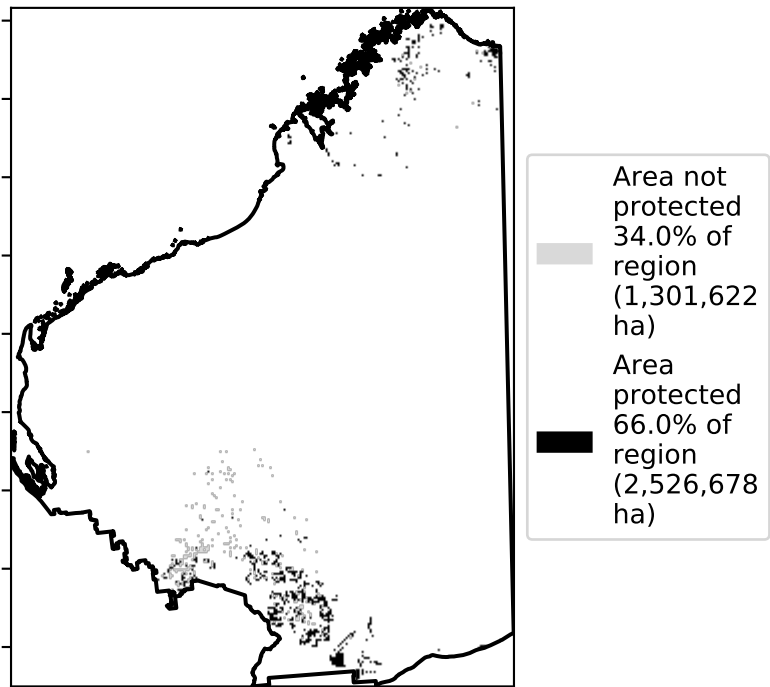 Area not
protected
34.0% of
region
(1,301,622
ha)
Area
protected
66.0% of
region
(2,526,678
ha)